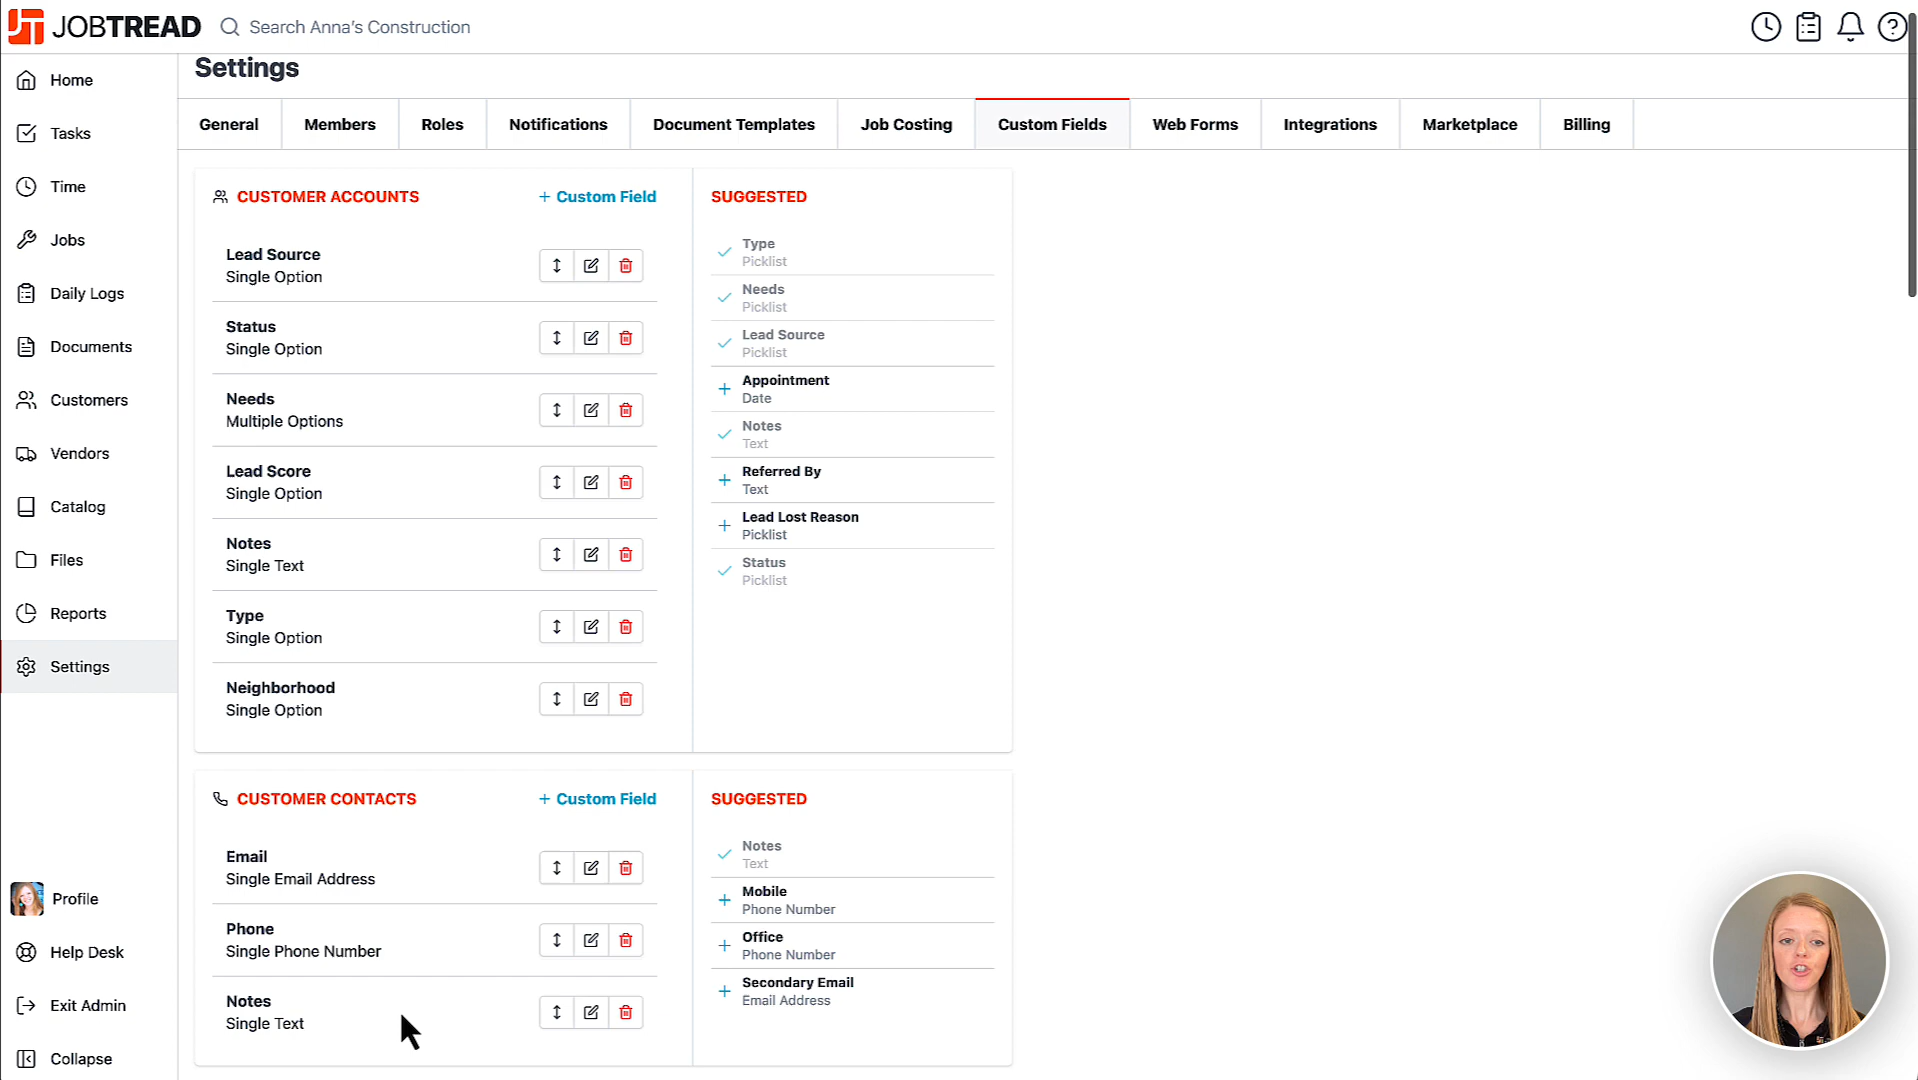 JOBTREAD
Search Anna's Construction
Settings
Home
Tasks
Time
Jobs
Daily Logs
Documents
Customers
Vendors
Catalog
Files
Reports
Settings
Profile
Help Desk
Exit Admin
Collapse
General
Members
Roles
Notifications
Document Templates
Job Costing
Custom Fields
Web Forms
Integrations
Marketplace
Billing
CUSTOMER ACCOUNTS
+ Custom Field
Lead Source
Single Option
Status
Single Option
Needs
Multiple Options
Lead Score
Single Option
Notes
Single Text
Type
Single Option
Neighborhood
Single Option
SUGGESTED
Type
Picklist
Needs
Picklist
Lead Source
Picklist
Appointment
Date
Notes
Text
Referred By
Text
Lead Lost Reason
Picklist
Status
Picklist
CUSTOMER CONTACTS
+ Custom Field
Email
Single Email Address
Phone
Single Phone Number
Notes
Single Text
SUGGESTED
Notes
Text
Mobile
Phone Number
Office
Phone Number
Secondary Email
Email Address